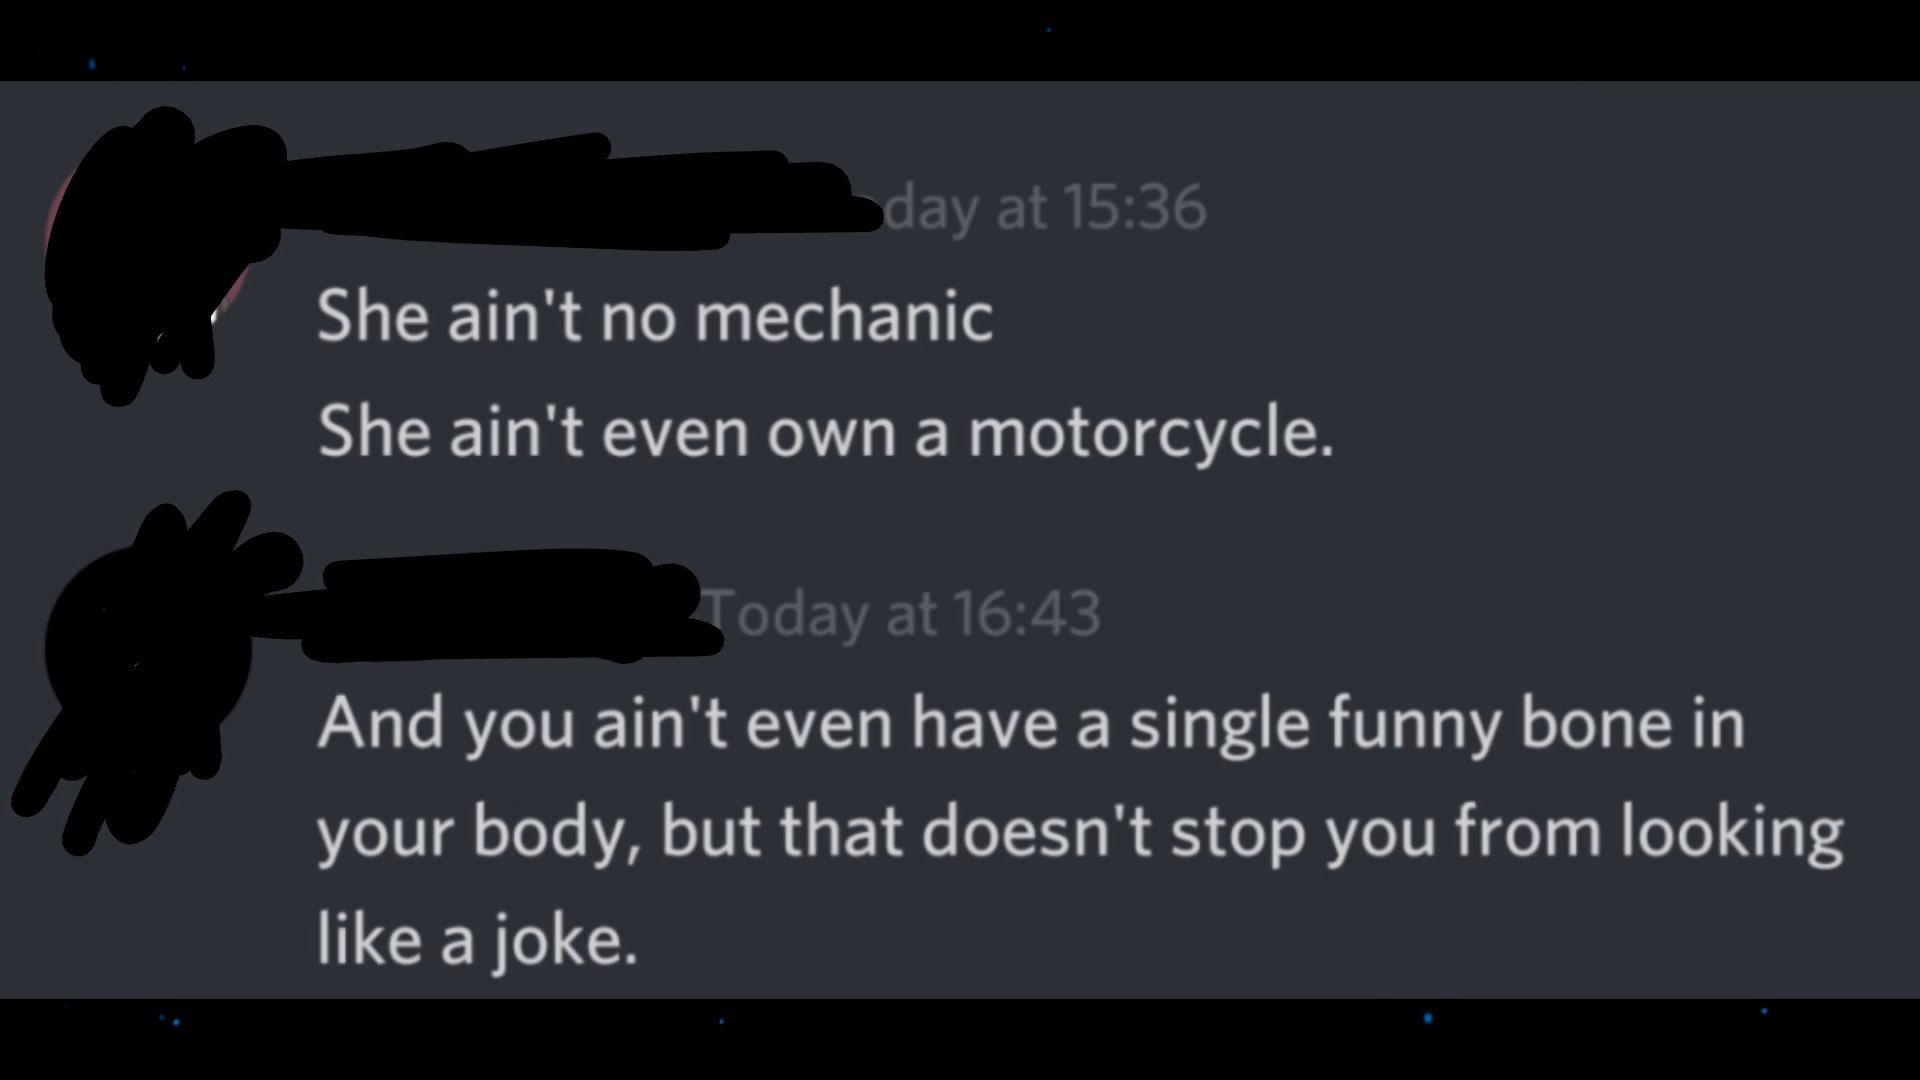 day at 15:36
She ain't no mechanic
She ain't even own a motorcycle.
Today at 16:43
And you ain't even have a single funny bone in
your body, but that doesn't stop you from looking
like a joke.